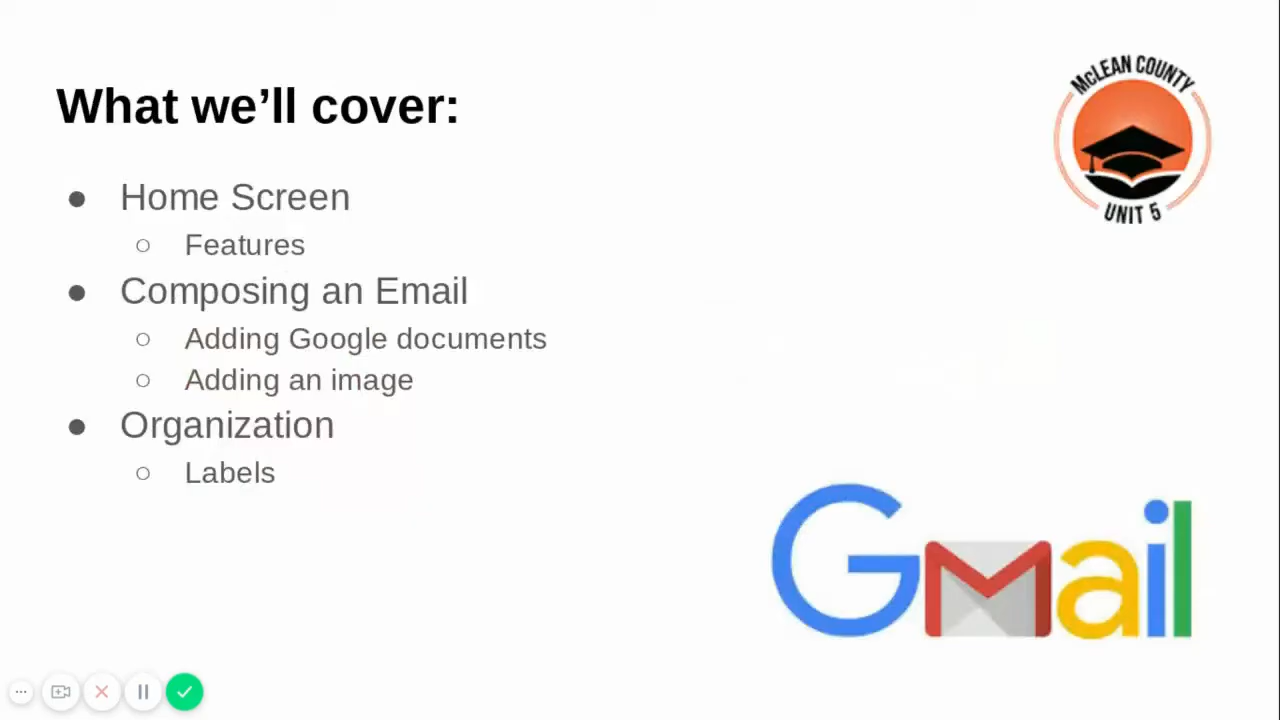 McLEAN COUNTY
UNIT 5
What we’ll cover:
● Home Screen
○ Features
● Composing an Email
○ Adding Google documents
○ Adding an image
● Organization
○ Labels
Gmail